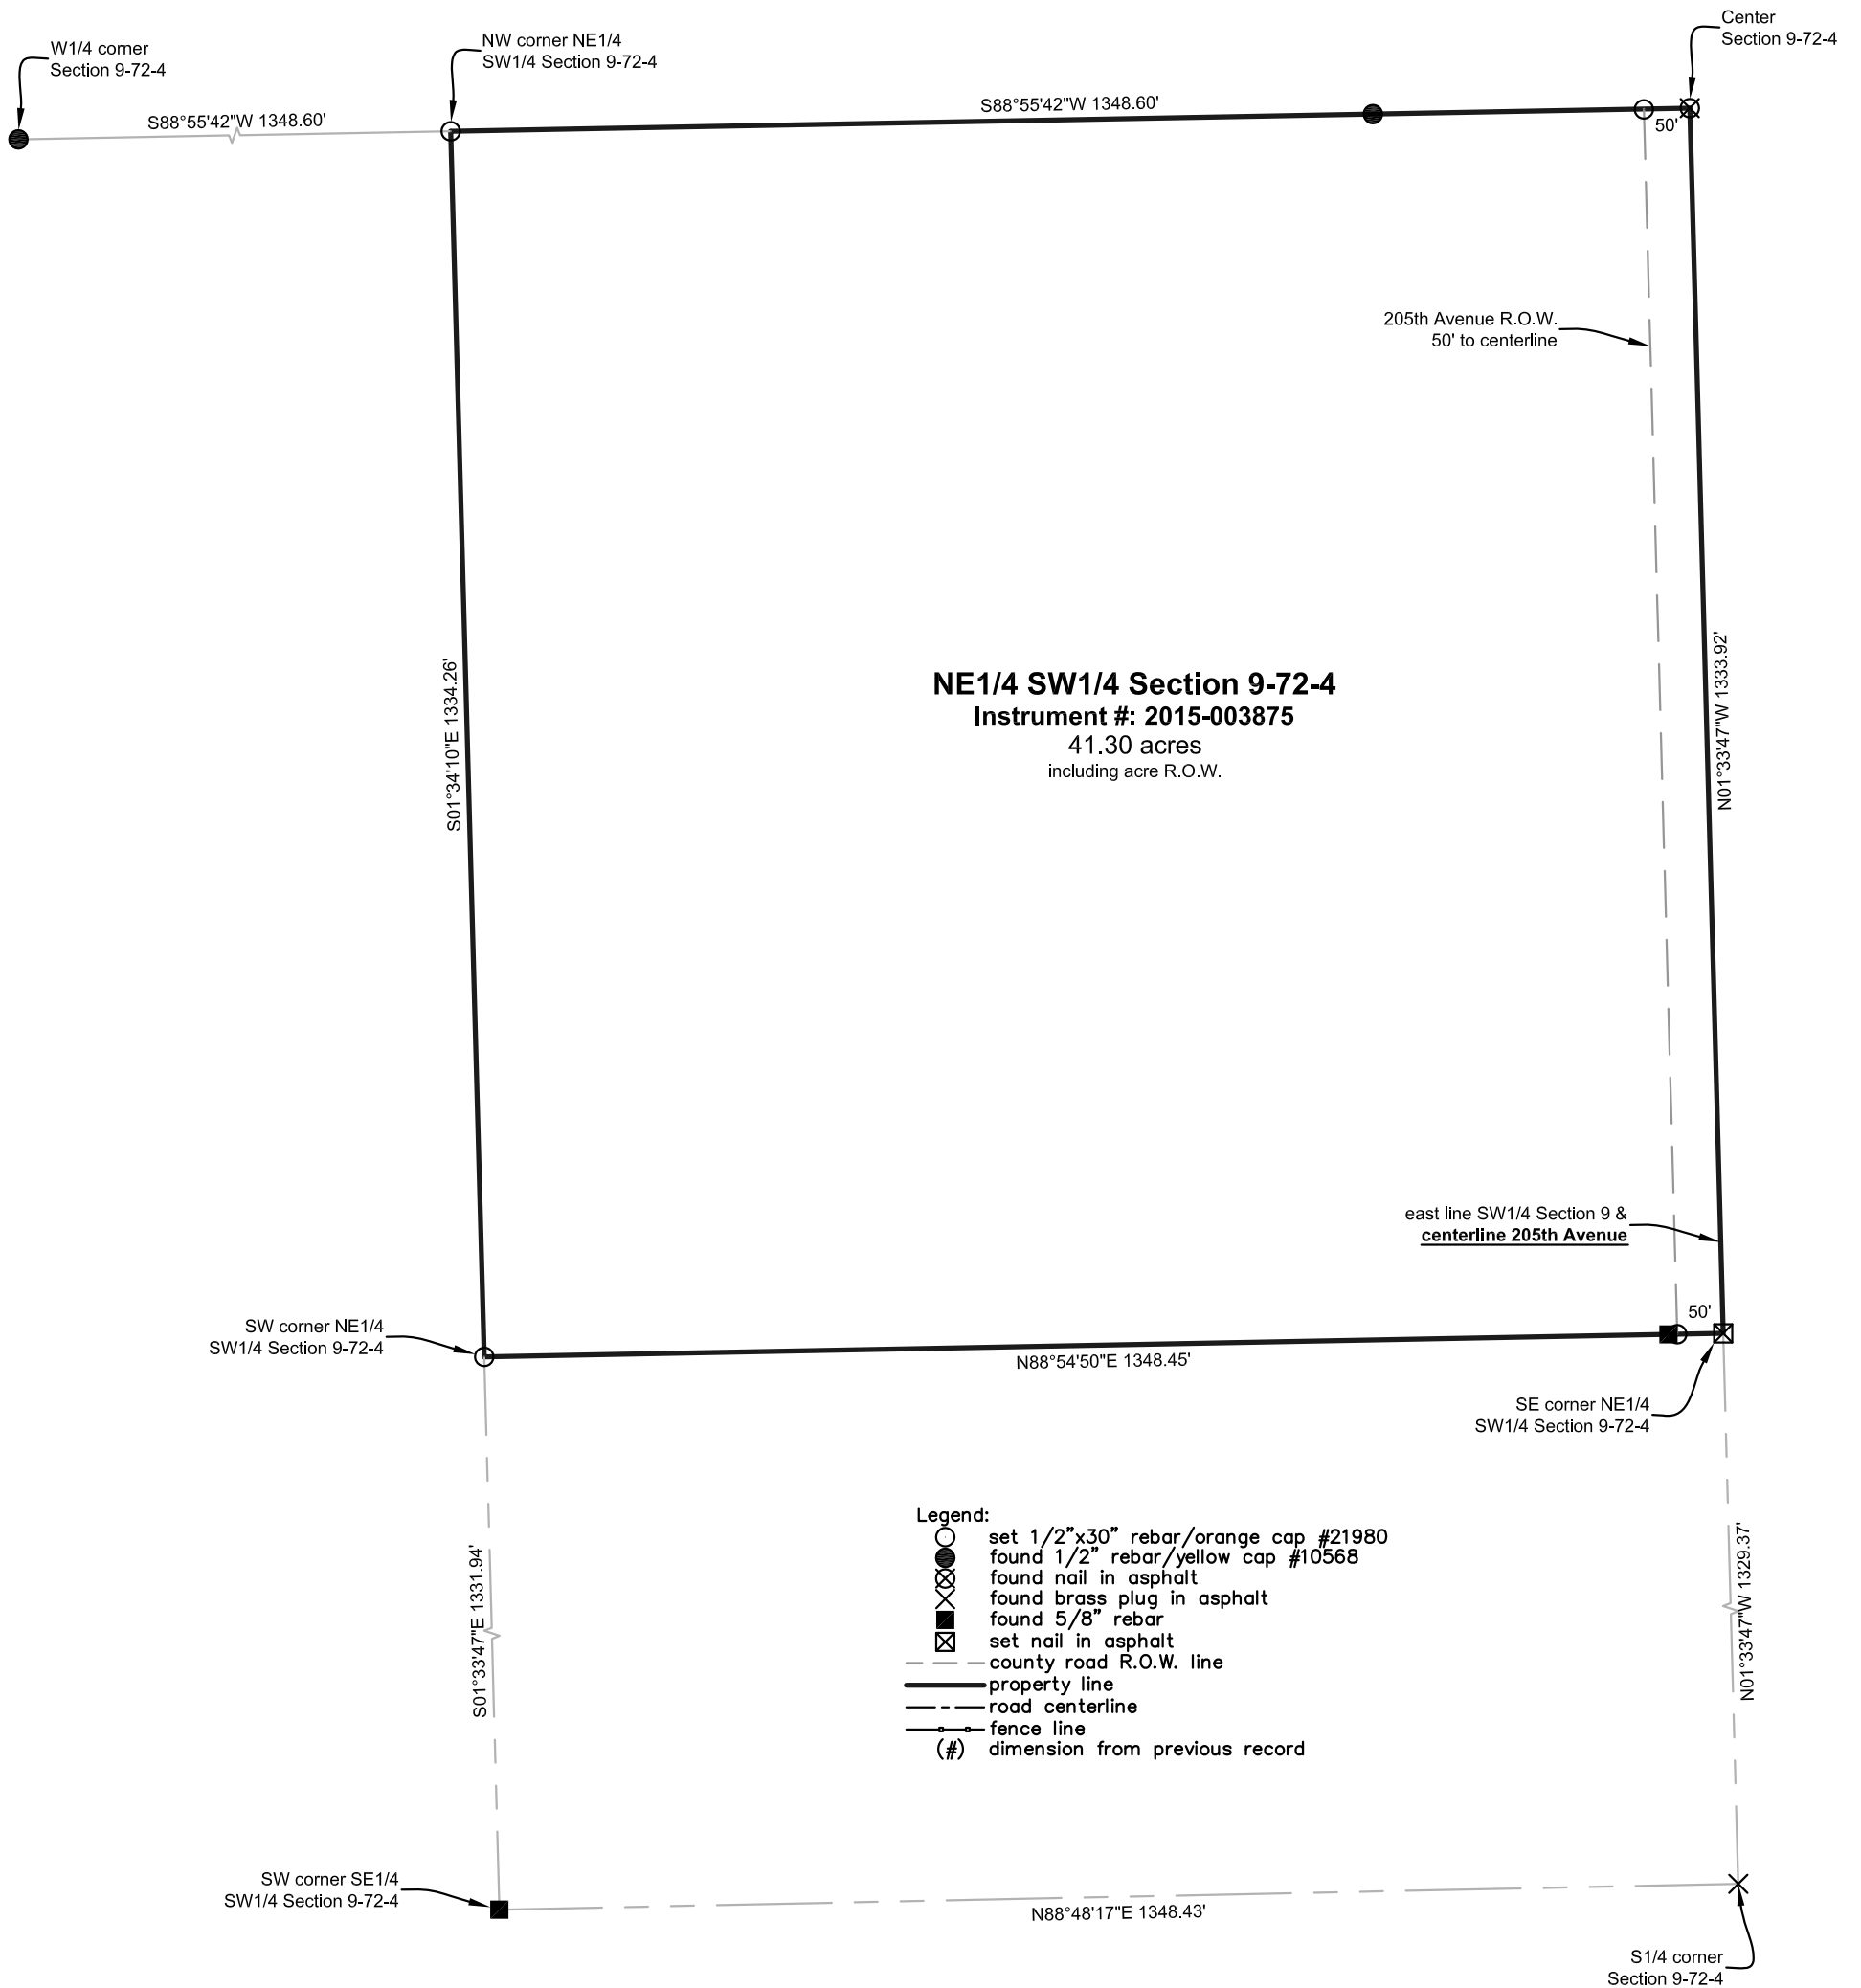 W1/4 corner
Section 9-72-4
NW corner NE1/4
SW1/4 Section 9-72-4
Center
Section 9-72-4
S88°55'42"W 1348.60'
S88°55'42"W 1348.60'
50'
205th Avenue R.O.W.
50' to centerline
S01°34'10"E 1334.26'
N01°33'47"W 1333.92'
NE1/4 SW1/4 Section 9-72-4
Instrument #: 2015-003875
41.30 acres
including acre R.O.W.
east line SW1/4 Section 9 &
centerline 205th Avenue
50'
SW corner NE1/4
SW1/4 Section 9-72-4
N88°54'50"E 1348.45'
SE corner NE1/4
SW1/4 Section 9-72-4
S01°33'47"E 1331.94'
N01°33'47"W 1329.37'
Legend:
set 1/2"x30" rebar/orange cap #21980
found 1/2" rebar/yellow cap #10568
found nail in asphalt
found brass plug in asphalt
found 5/8" rebar
set nail in asphalt
county road R.O.W. line
property line
road centerline
fence line
(#) dimension from previous record
SW corner SE1/4
SW1/4 Section 9-72-4
N88°48'17"E 1348.43'
S1/4 corner
Section 9-72-4